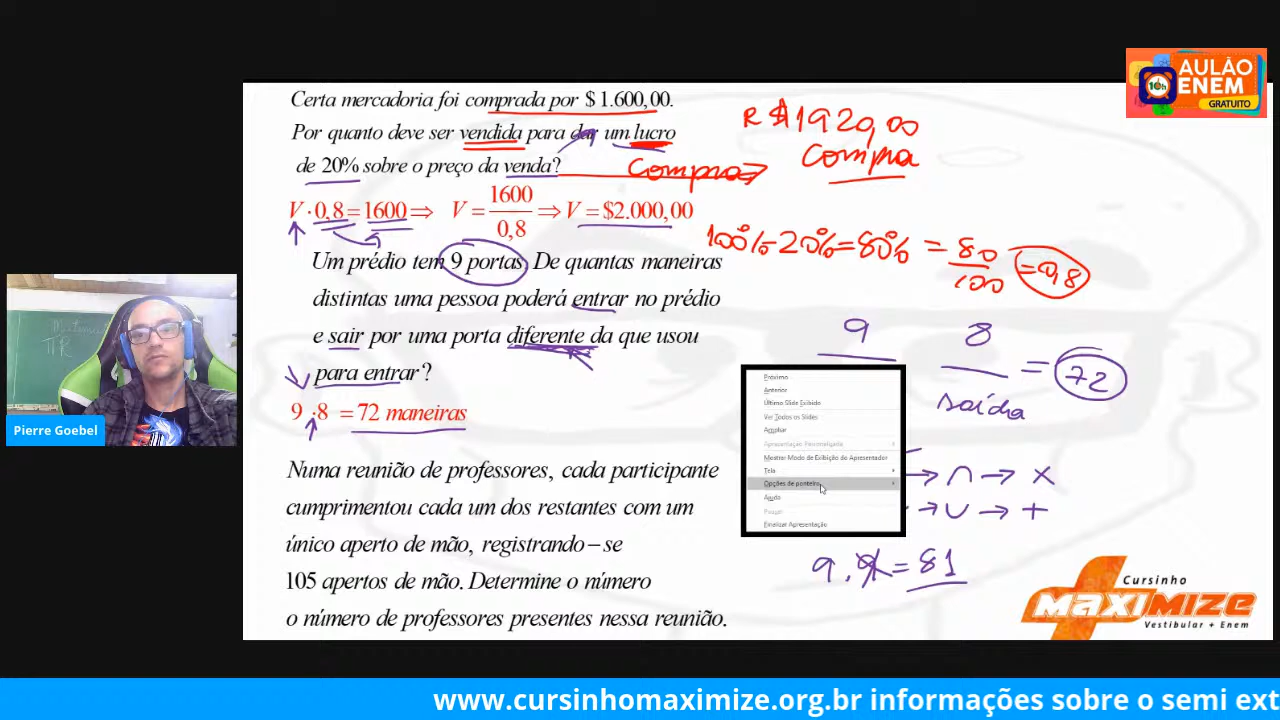 AULÃO
ENEM
GRATUITO
10h
Certa mercadoria foi comprada por $ 1.600,00.
Por quanto deve ser vendida para dar um lucro
de 20% sobre o preço da venda?
Compra
R$ 1920,00
Compra
V · 0,8 = 1600 ⇒ V = 1600/0,8 ⇒ V = $2.000,00
100% - 20% = 80% = 80/100 = 0,8
Um prédio tem 9 portas. De quantas maneiras
distintas uma pessoa poderá entrar no prédio
e sair por uma porta diferente da que usou
para entrar?
9 · 8 = 72 maneiras
9 8 = 72
saída
Próximo
Anterior
Último Slide Exibido
Ver Todos os Slides
Ampliar
Apresentação Personalizada
Mostrar Modo de Exibição do Apresentador
Tela
Opções de ponteiro
Ajuda
Pausar
Finalizar Apresentação
→ ∩ → ×
→ ∪ → +
9 . 9 = 81
Numa reunião de professores, cada participante
cumprimentou cada um dos restantes com um
único aperto de mão, registrando – se
105 apertos de mão. Determine o número
o número de professores presentes nessa reunião.
Pierre Goebel
Cursinho
MAXIMIZE
Vestibular + Enem
www.cursinhomaximize.org.br informações sobre o semi ext